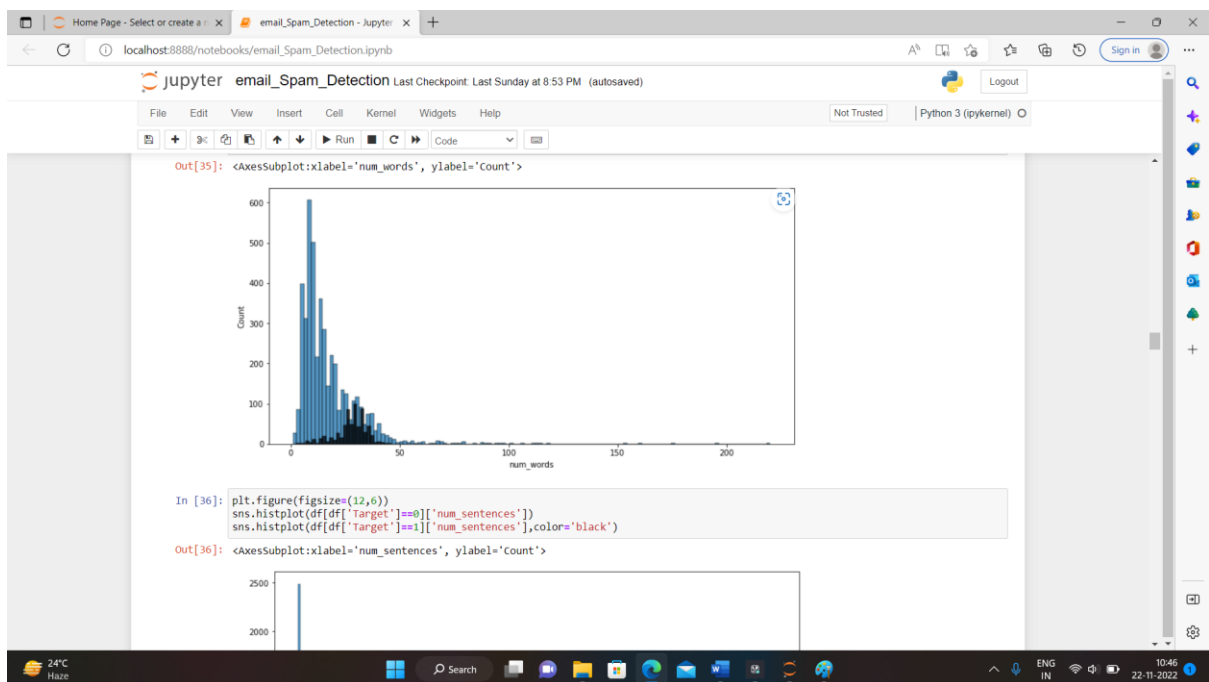 Home Page - Select or create a n
email_Spam_Detection - Jupyter
localhost:8888/notebooks/email_Spam_Detection.ipynb
Sign in
jupyter email_Spam_Detection Last Checkpoint: Last Sunday at 8:53 PM (autosaved)
Logout
File Edit View Insert Cell Kernel Widgets Help
Not Trusted
Python 3 (ipykernel)
Run
Code
Out[35]: <AxesSubplot:xlabel='num_words', ylabel='Count'>
600
500
400
300
200
100
0
Count
0 50 100 150 200
num_words
In [36]: plt.figure(figsize=(12,6))
sns.histplot(df[df['Target']==0]['num_sentences'])
sns.histplot(df[df['Target']==1]['num_sentences'],color='black')
Out[36]: <AxesSubplot:xlabel='num_sentences', ylabel='Count'>
2500
2000
24°C
Haze
Search
ENG
IN
10:46
22-11-2022
1